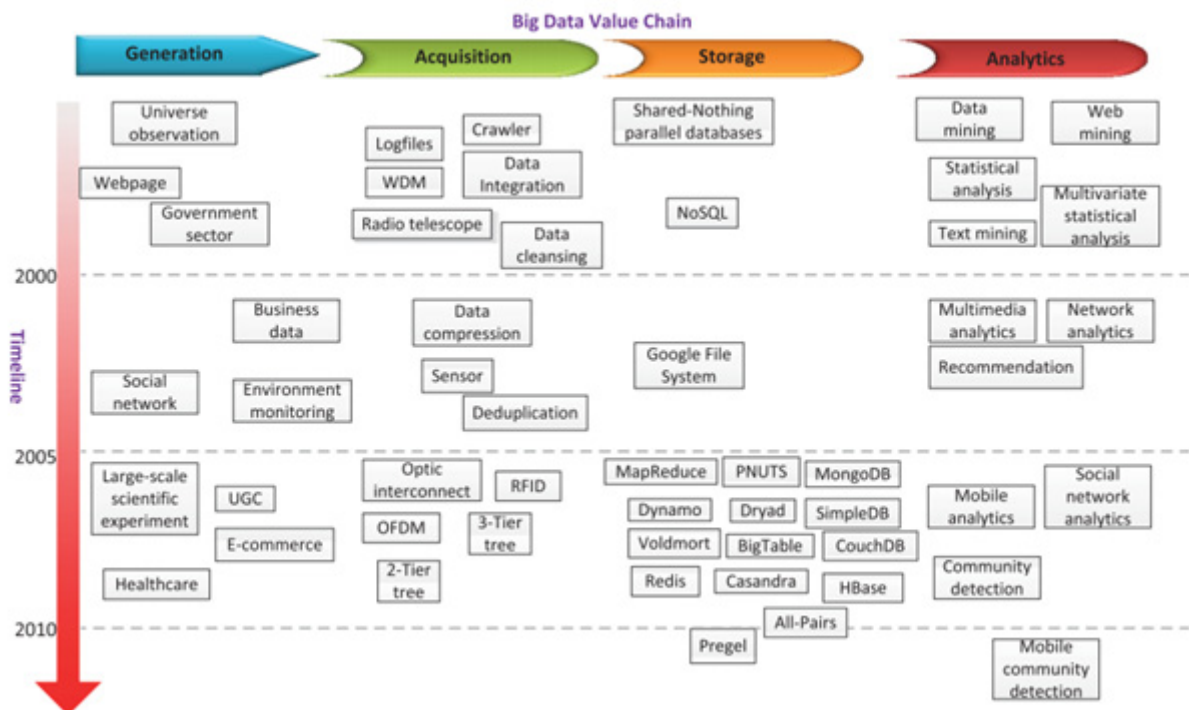 Big Data Value Chain
Generation
Acquisition
Storage
Analytics
Timeline
Universe
observation
Webpage
Government
sector
Logfiles
Crawler
WDM
Data
Integration
Radio telescope
Data
cleansing
Shared-Nothing
parallel databases
NoSQL
Data
mining
Web
mining
Statistical
analysis
Multivariate
statistical
analysis
Text mining
2000
Business
data
Social
network
Environment
monitoring
Data
compression
Sensor
Deduplication
Google File
System
Multimedia
analytics
Network
analytics
Recommendation
2005
Large-scale
scientific
experiment
UGC
E-commerce
Healthcare
Optic
interconnect
RFID
OFDM
3-Tier
tree
2-Tier
tree
MapReduce
PNUTS
MongoDB
Dynamo
Dryad
SimpleDB
Voldmort
BigTable
CouchDB
Redis
Casandra
HBase
All-Pairs
Mobile
analytics
Social
network
analytics
Community
detection
2010
Pregel
Mobile
community
detection